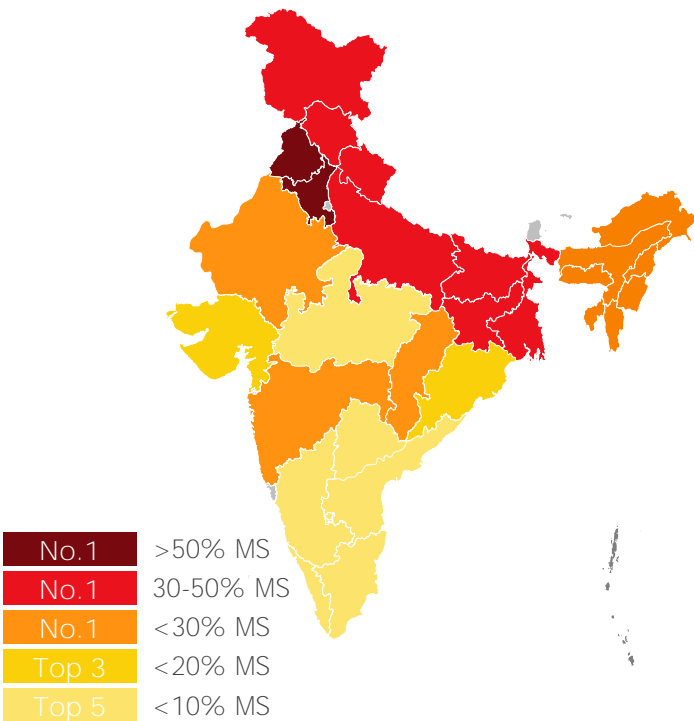 No.1 >50% MS
No.1 30-50% MS
No.1 <30% MS
Top 3 <20% MS
Top 5 <10% MS